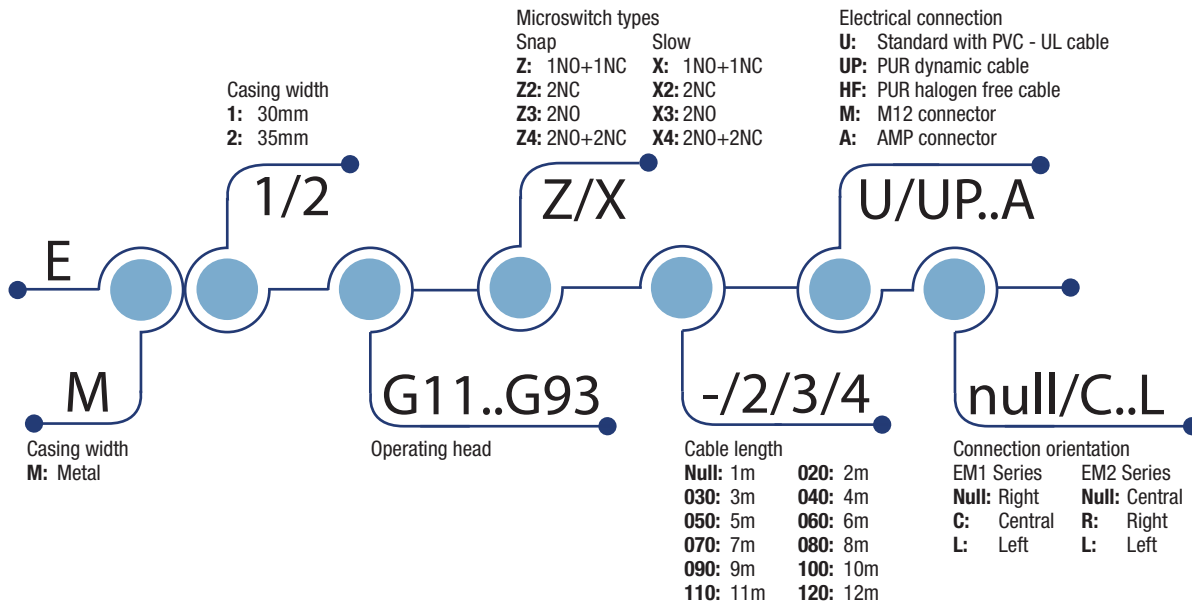 Microswitch types
Snap Slow
Z: 1NO+1NC X: 1NO+1NC
Z2: 2NC X2: 2NC
Z3: 2NO X3: 2NO
Z4: 2NO+2NC X4: 2NO+2NC
Electrical connection
U: Standard with PVC - UL cable
UP: PUR dynamic cable
HF: PUR halogen free cable
M: M12 connector
A: AMP connector
Casing width
1: 30mm
2: 35mm
1/2
Z/X
U/UP..A
E
M
G11..G93
-/2/3/4
null/C..L
Casing width
M: Metal
Operating head
Cable length
Null: 1m 020: 2m
030: 3m 040: 4m
050: 5m 060: 6m
070: 7m 080: 8m
090: 9m 100: 10m
110: 11m 120: 12m
Connection orientation
EM1 Series EM2 Series
Null: Right Null: Central
C: Central R: Right
L: Left L: Left